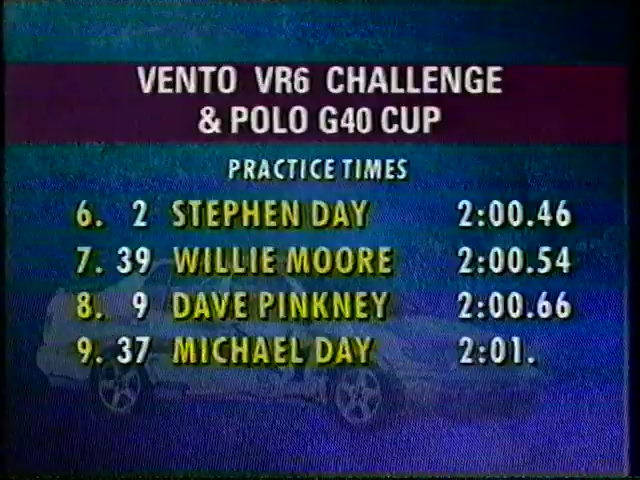 VENTO VR6 CHALLENGE
& POLO G40 CUP
PRACTICE TIMES
6. 2 STEPHEN DAY 2:00.46
7. 39 WILLIE MOORE 2:00.54
8. 9 DAVE PINKNEY 2:00.66
9. 37 MICHAEL DAY 2:01.